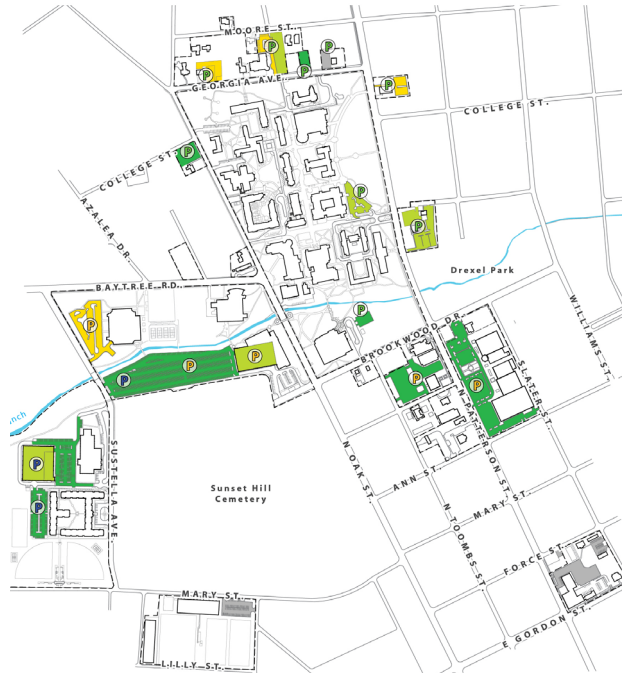 MOORE ST.
P
P
P
P
GEORGIA AVE.
P
COLLEGE ST.
P
COLLEGE ST.
AZALEA DR.
P
P
Drexel Park
BAYTREE RD.
WILLIAMS ST.
P
P
BROOKWOOD DR.
P
SLATER ST.
P
P
P
P
N PATTERSON ST.
nch
SUSTELLA AVE.
N OAK ST.
P
ANN ST.
Sunset Hill
Cemetery
P
MARY ST.
N TOOMBS ST.
FORCE ST.
MARY ST.
E GORDON ST.
LILLY ST.